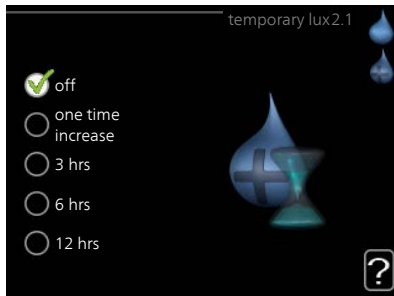 temporary lux2.1
off
one time
increase
3 hrs
6 hrs
12 hrs
?